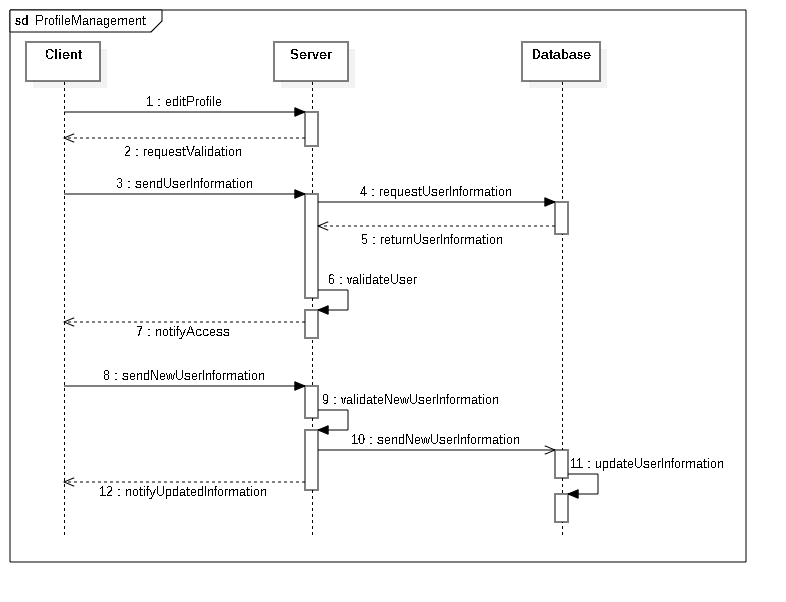 sd ProfileManagement
Client
Server
Database
1 : editProfile
2 : requestValidation
3 : sendUserInformation
4 : requestUserInformation
5 : returnUserInformation
6 : validateUser
7 : notifyAccess
8 : sendNewUserInformation
9 : validateNewUserInformation
10 : sendNewUserInformation
11 : updateUserInformation
12 : notifyUpdatedInformation